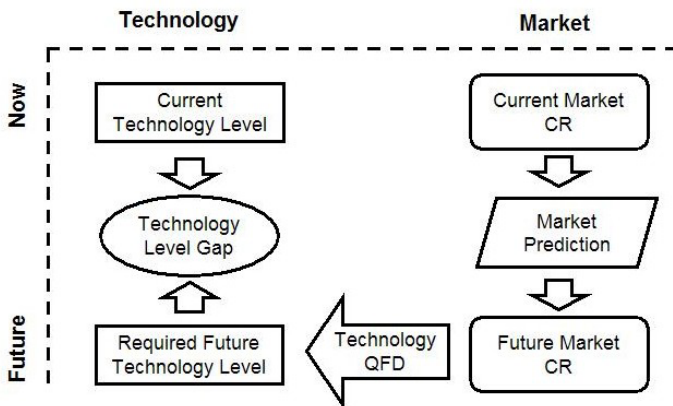 Technology
Market
Now
Current
Technology Level
Current Market
CR
Technology
Level Gap
Market
Prediction
Future
Required Future
Technology Level
Technology
QFD
Future Market
CR